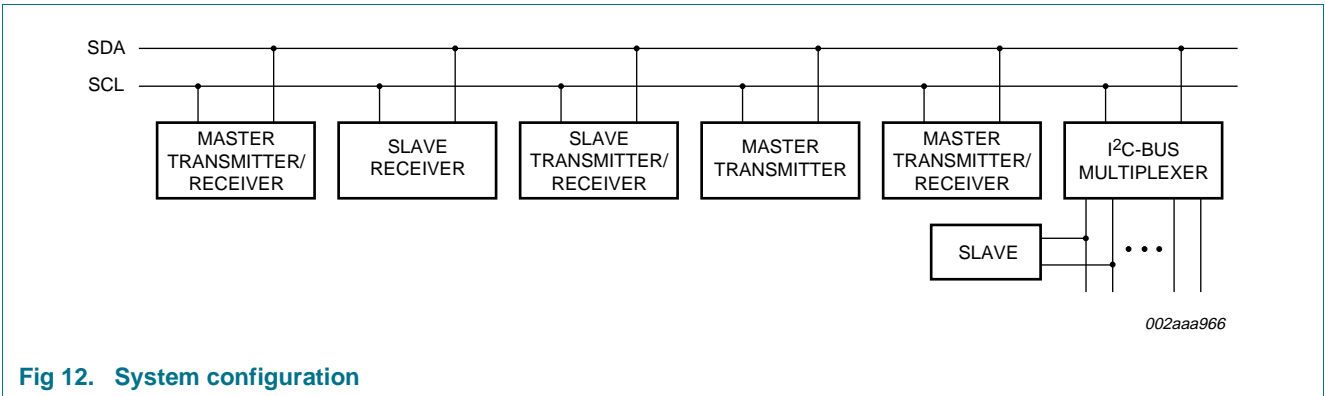 SDA
SCL
MASTER
TRANSMITTER/
RECEIVER
SLAVE
RECEIVER
SLAVE
TRANSMITTER/
RECEIVER
MASTER
TRANSMITTER
MASTER
TRANSMITTER/
RECEIVER
I²C-BUS
MULTIPLEXER
SLAVE
002aaa966
Fig 12. System configuration